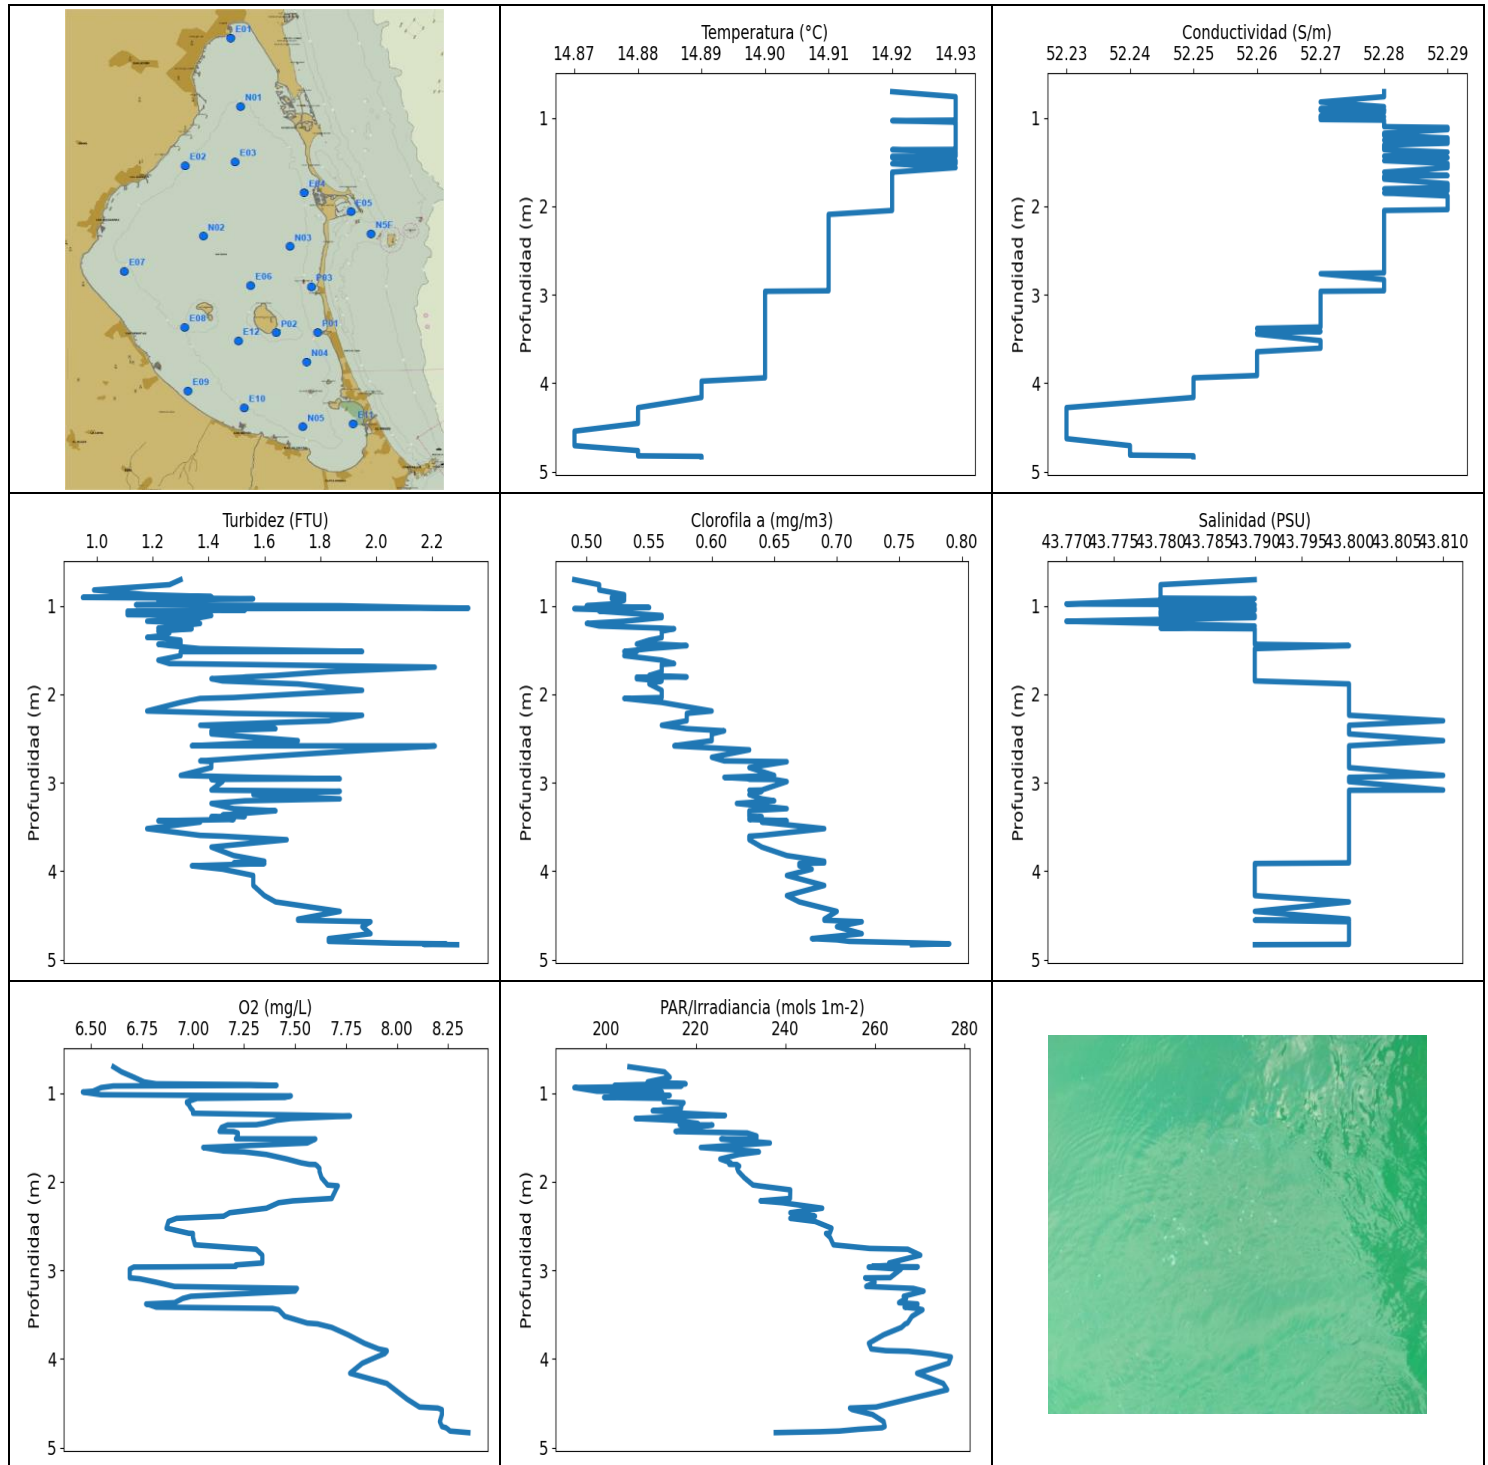 E01
N01
E02
E03
E04
E05
N5F
N02
N03
E07
E06
P03
E08
P02
P01
E12
N04
E09
E10
N05
E11
Temperatura (°C)
14.87 14.88 14.89 14.90 14.91 14.92 14.93
Profundidad (m)
1
2
3
4
5
Conductividad (S/m)
52.23 52.24 52.25 52.26 52.27 52.28 52.29
Profundidad (m)
1
2
3
4
5
Turbidez (FTU)
1.0 1.2 1.4 1.6 1.8 2.0 2.2
Profundidad (m)
1
2
3
4
5
Clorofila a (mg/m3)
0.50 0.55 0.60 0.65 0.70 0.75 0.80
Profundidad (m)
1
2
3
4
5
Salinidad (PSU)
43.770 43.775 43.780 43.785 43.790 43.795 43.800 43.805 43.810
Profundidad (m)
1
2
3
4
5
O2 (mg/L)
6.50 6.75 7.00 7.25 7.50 7.75 8.00 8.25
Profundidad (m)
1
2
3
4
5
PAR/Irradiancia (mols 1m-2)
200 220 240 260 280
Profundidad (m)
1
2
3
4
5